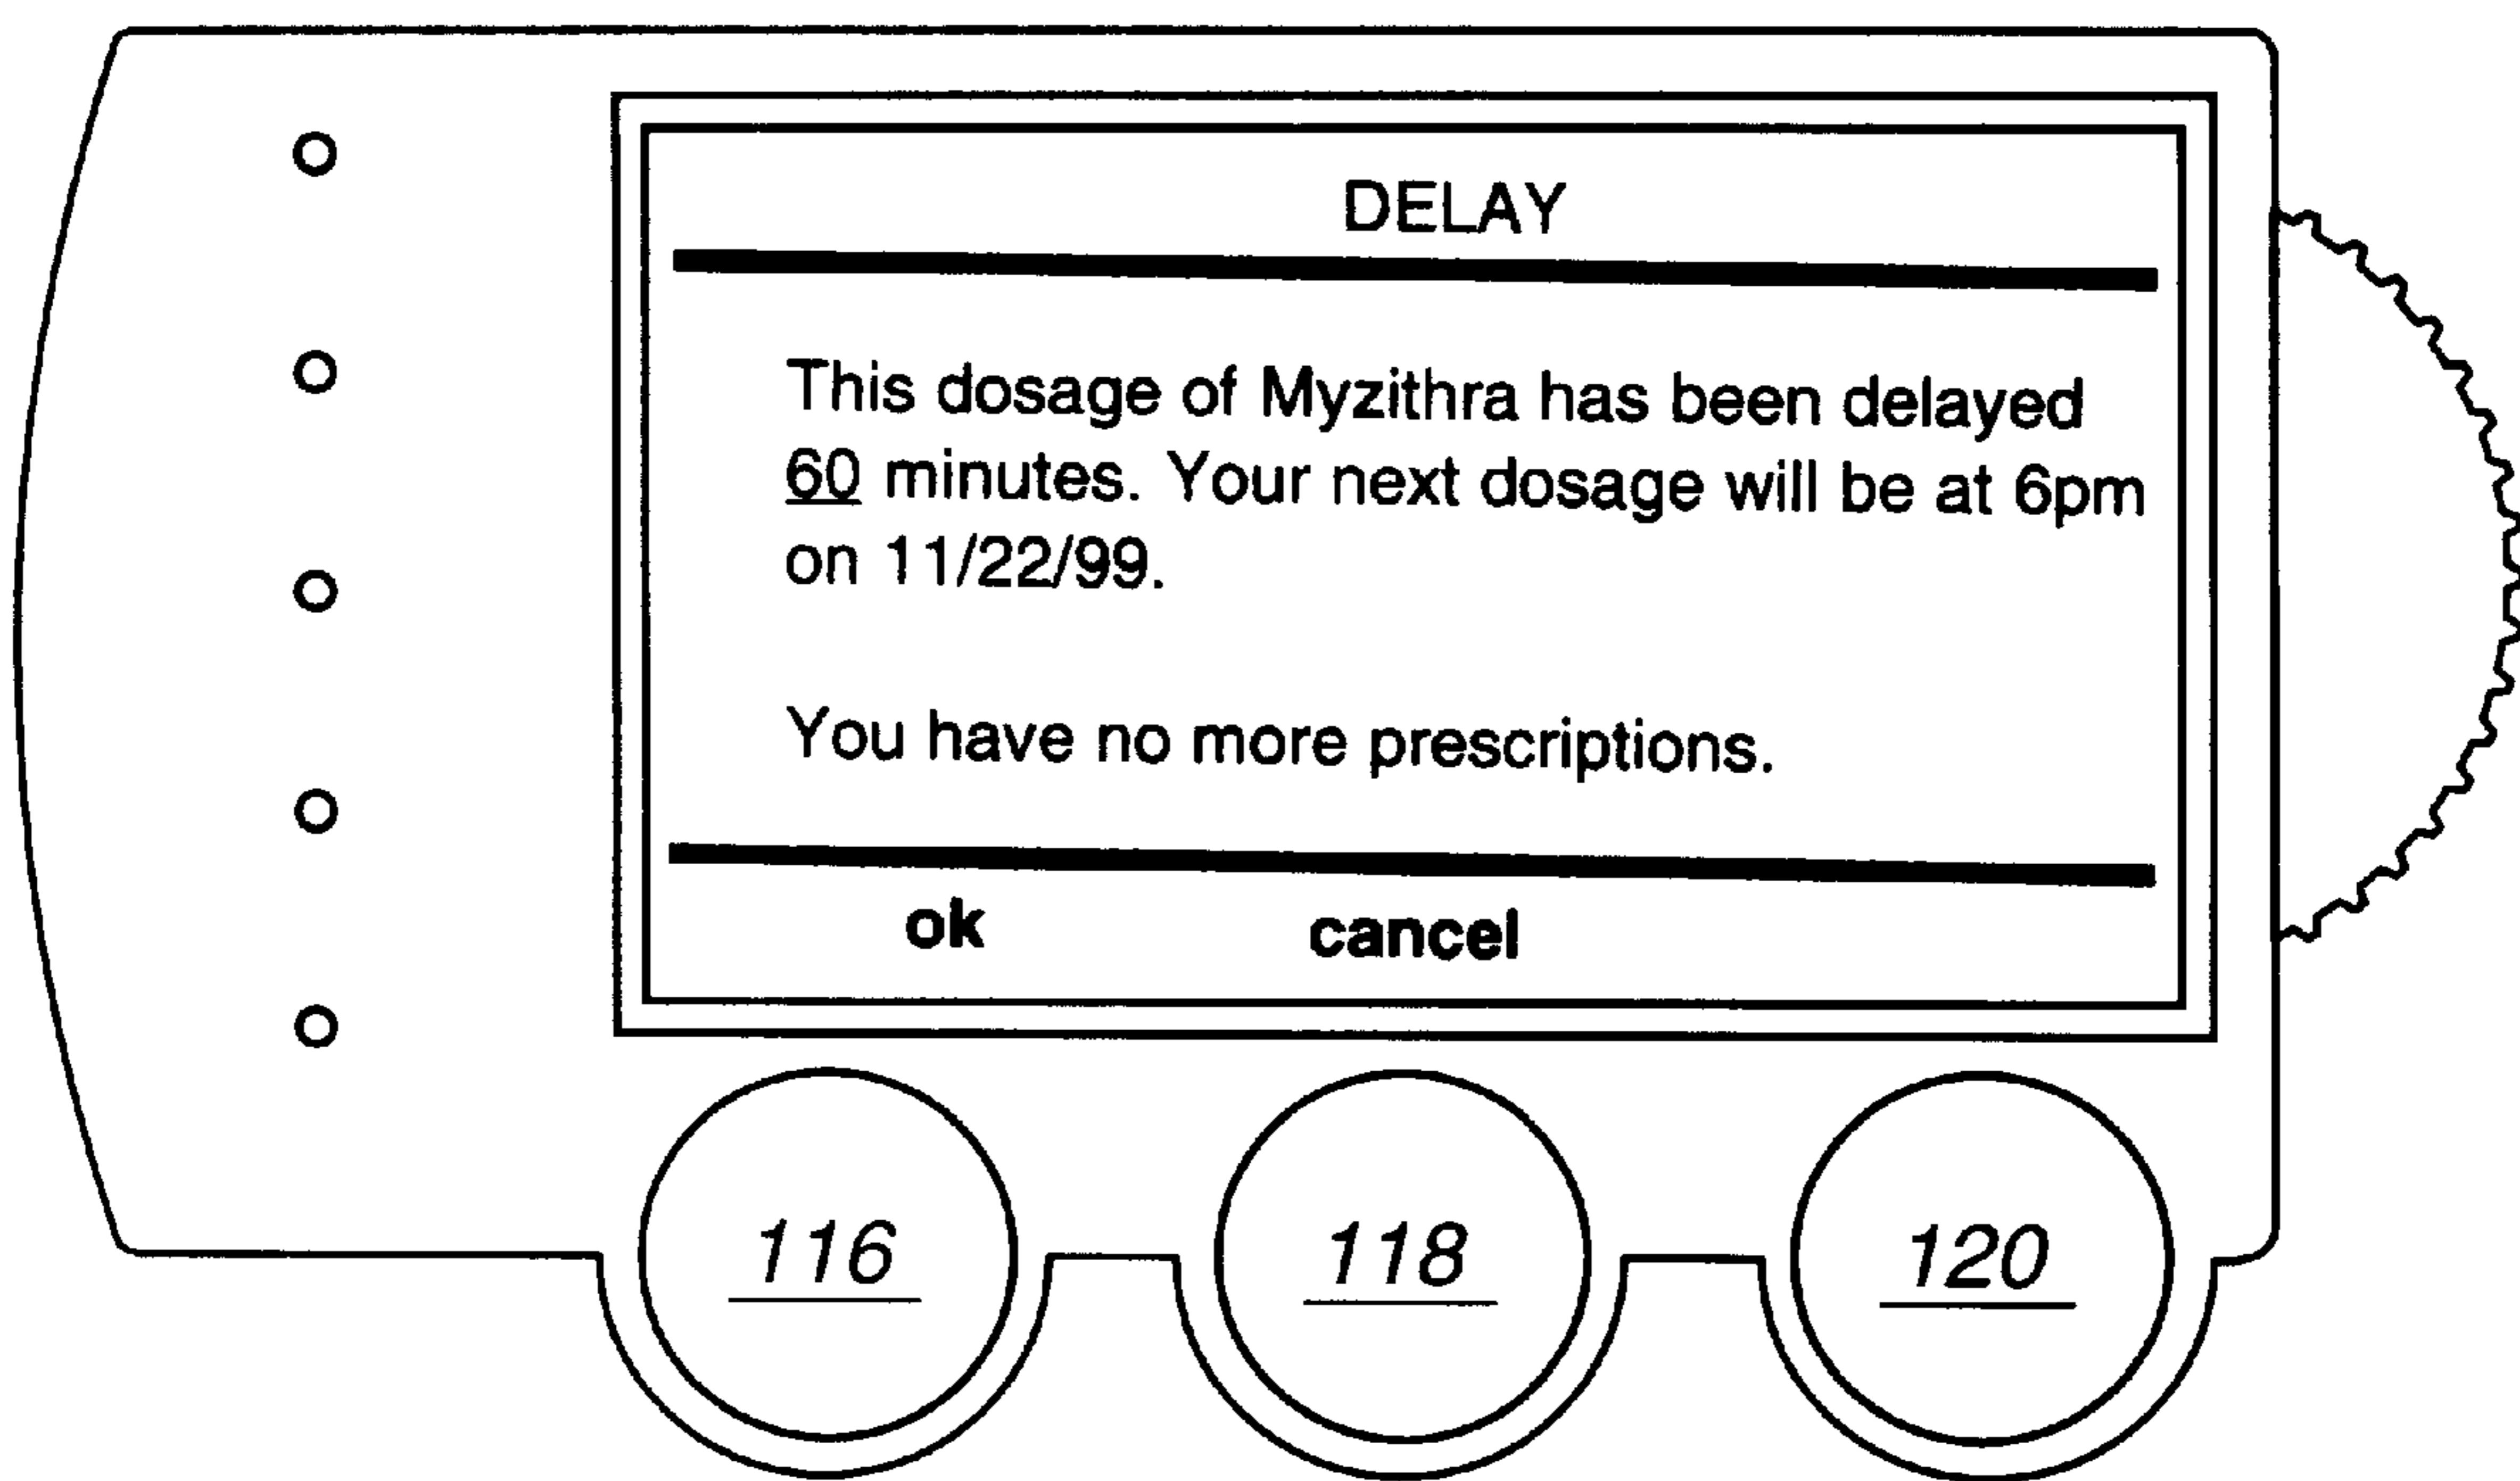 DELAY
This dosage of Myzithra has been delayed
60 minutes. Your next dosage will be at 6pm
on 11/22/99.
You have no more prescriptions.
ok cancel
116 118 120